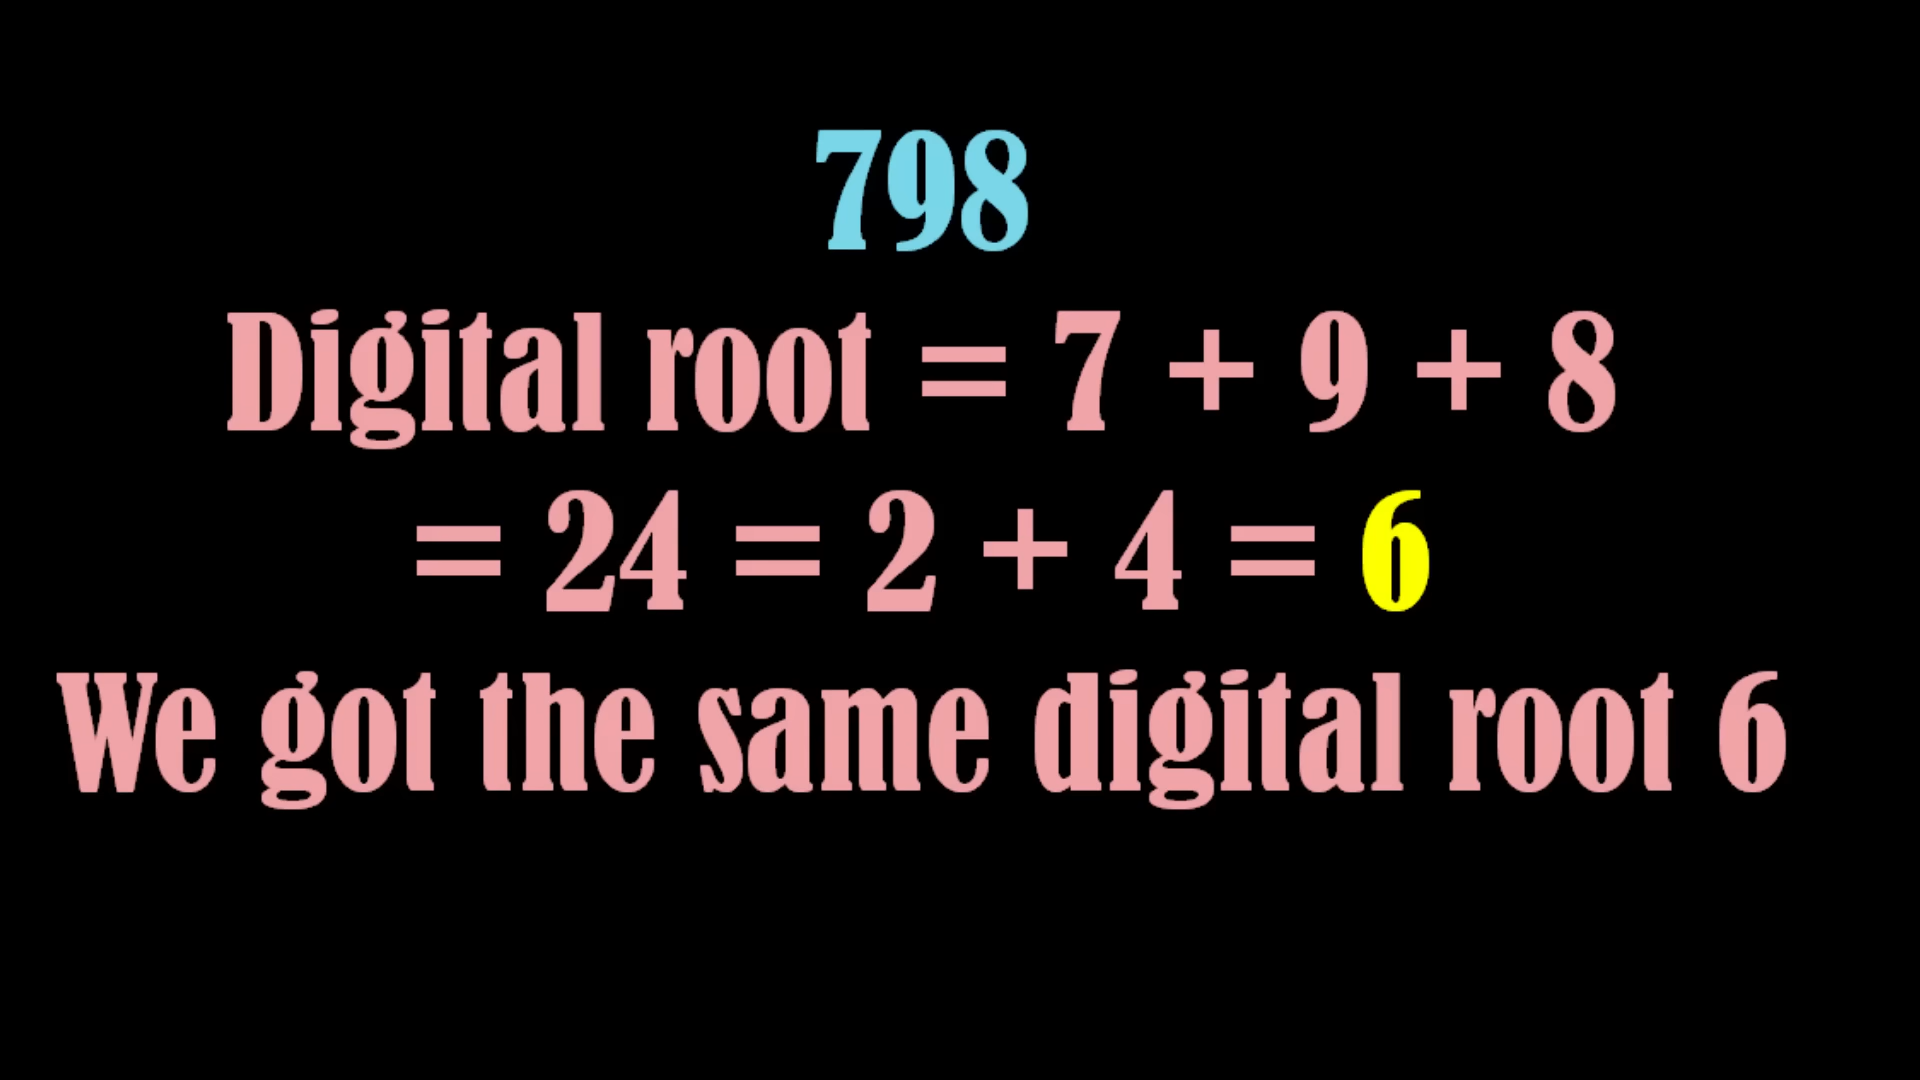 798
Digital root = 7 + 9 + 8
= 24 = 2 + 4 = 6
We got the same digital root 6